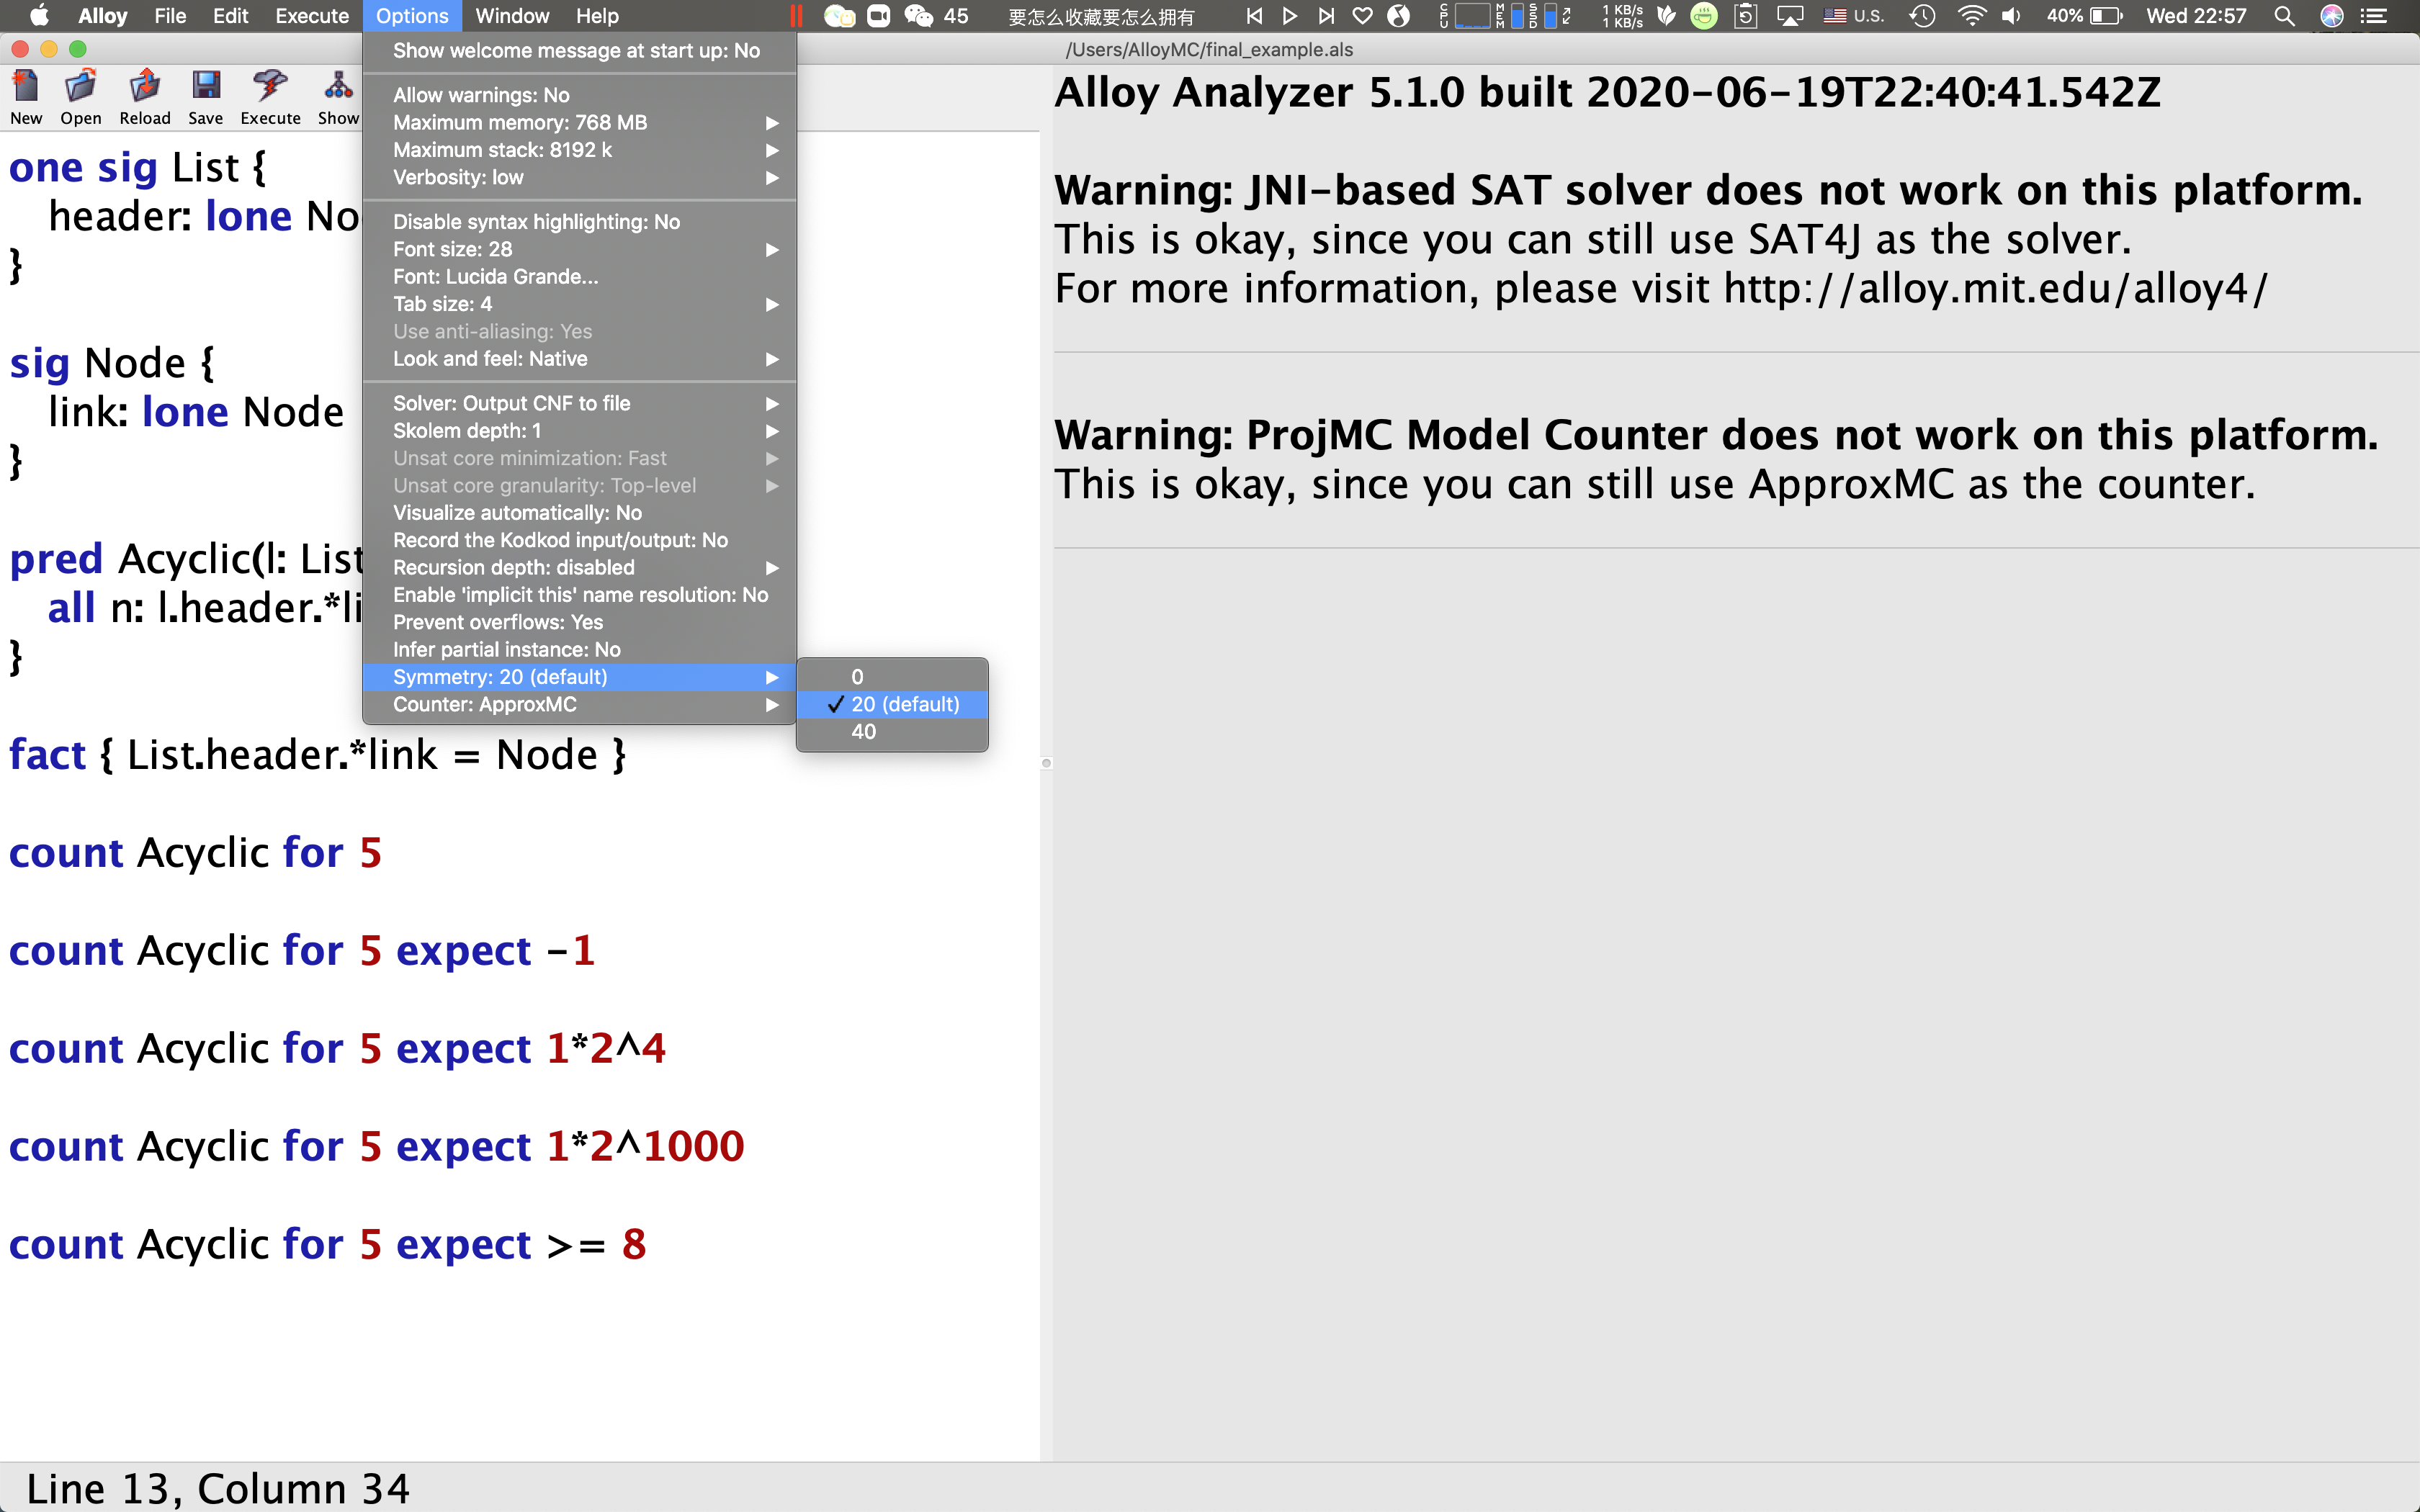 Alloy File Edit Execute Options Window Help 45 要怎么收藏要怎么拥有 CPU MEM SSD 1 KB/s 1 KB/s U.S. 40% Wed 22:57
/Users/AlloyMC/final_example.als
New Open Reload Save Execute Show
one sig List {
header: lone No
}
sig Node {
link: lone Node
}
pred Acyclic(l: List
all n: l.header.*li
}
fact { List.header.*link = Node }
count Acyclic for 5
count Acyclic for 5 expect -1
count Acyclic for 5 expect 1*2^4
count Acyclic for 5 expect 1*2^1000
count Acyclic for 5 expect >= 8
Line 13, Column 34
Show welcome message at start up: No
Allow warnings: No
Maximum memory: 768 MB
Maximum stack: 8192 k
Verbosity: low
Disable syntax highlighting: No
Font size: 28
Font: Lucida Grande...
Tab size: 4
Use anti-aliasing: Yes
Look and feel: Native
Solver: Output CNF to file
Skolem depth: 1
Unsat core minimization: Fast
Unsat core granularity: Top-level
Visualize automatically: No
Record the Kodkod input/output: No
Recursion depth: disabled
Enable 'implicit this' name resolution: No
Prevent overflows: Yes
Infer partial instance: No
Symmetry: 20 (default)
Counter: ApproxMC
0
✓ 20 (default)
40
Alloy Analyzer 5.1.0 built 2020-06-19T22:40:41.542Z
Warning: JNI-based SAT solver does not work on this platform.
This is okay, since you can still use SAT4J as the solver.
For more information, please visit http://alloy.mit.edu/alloy4/
Warning: ProjMC Model Counter does not work on this platform.
This is okay, since you can still use ApproxMC as the counter.